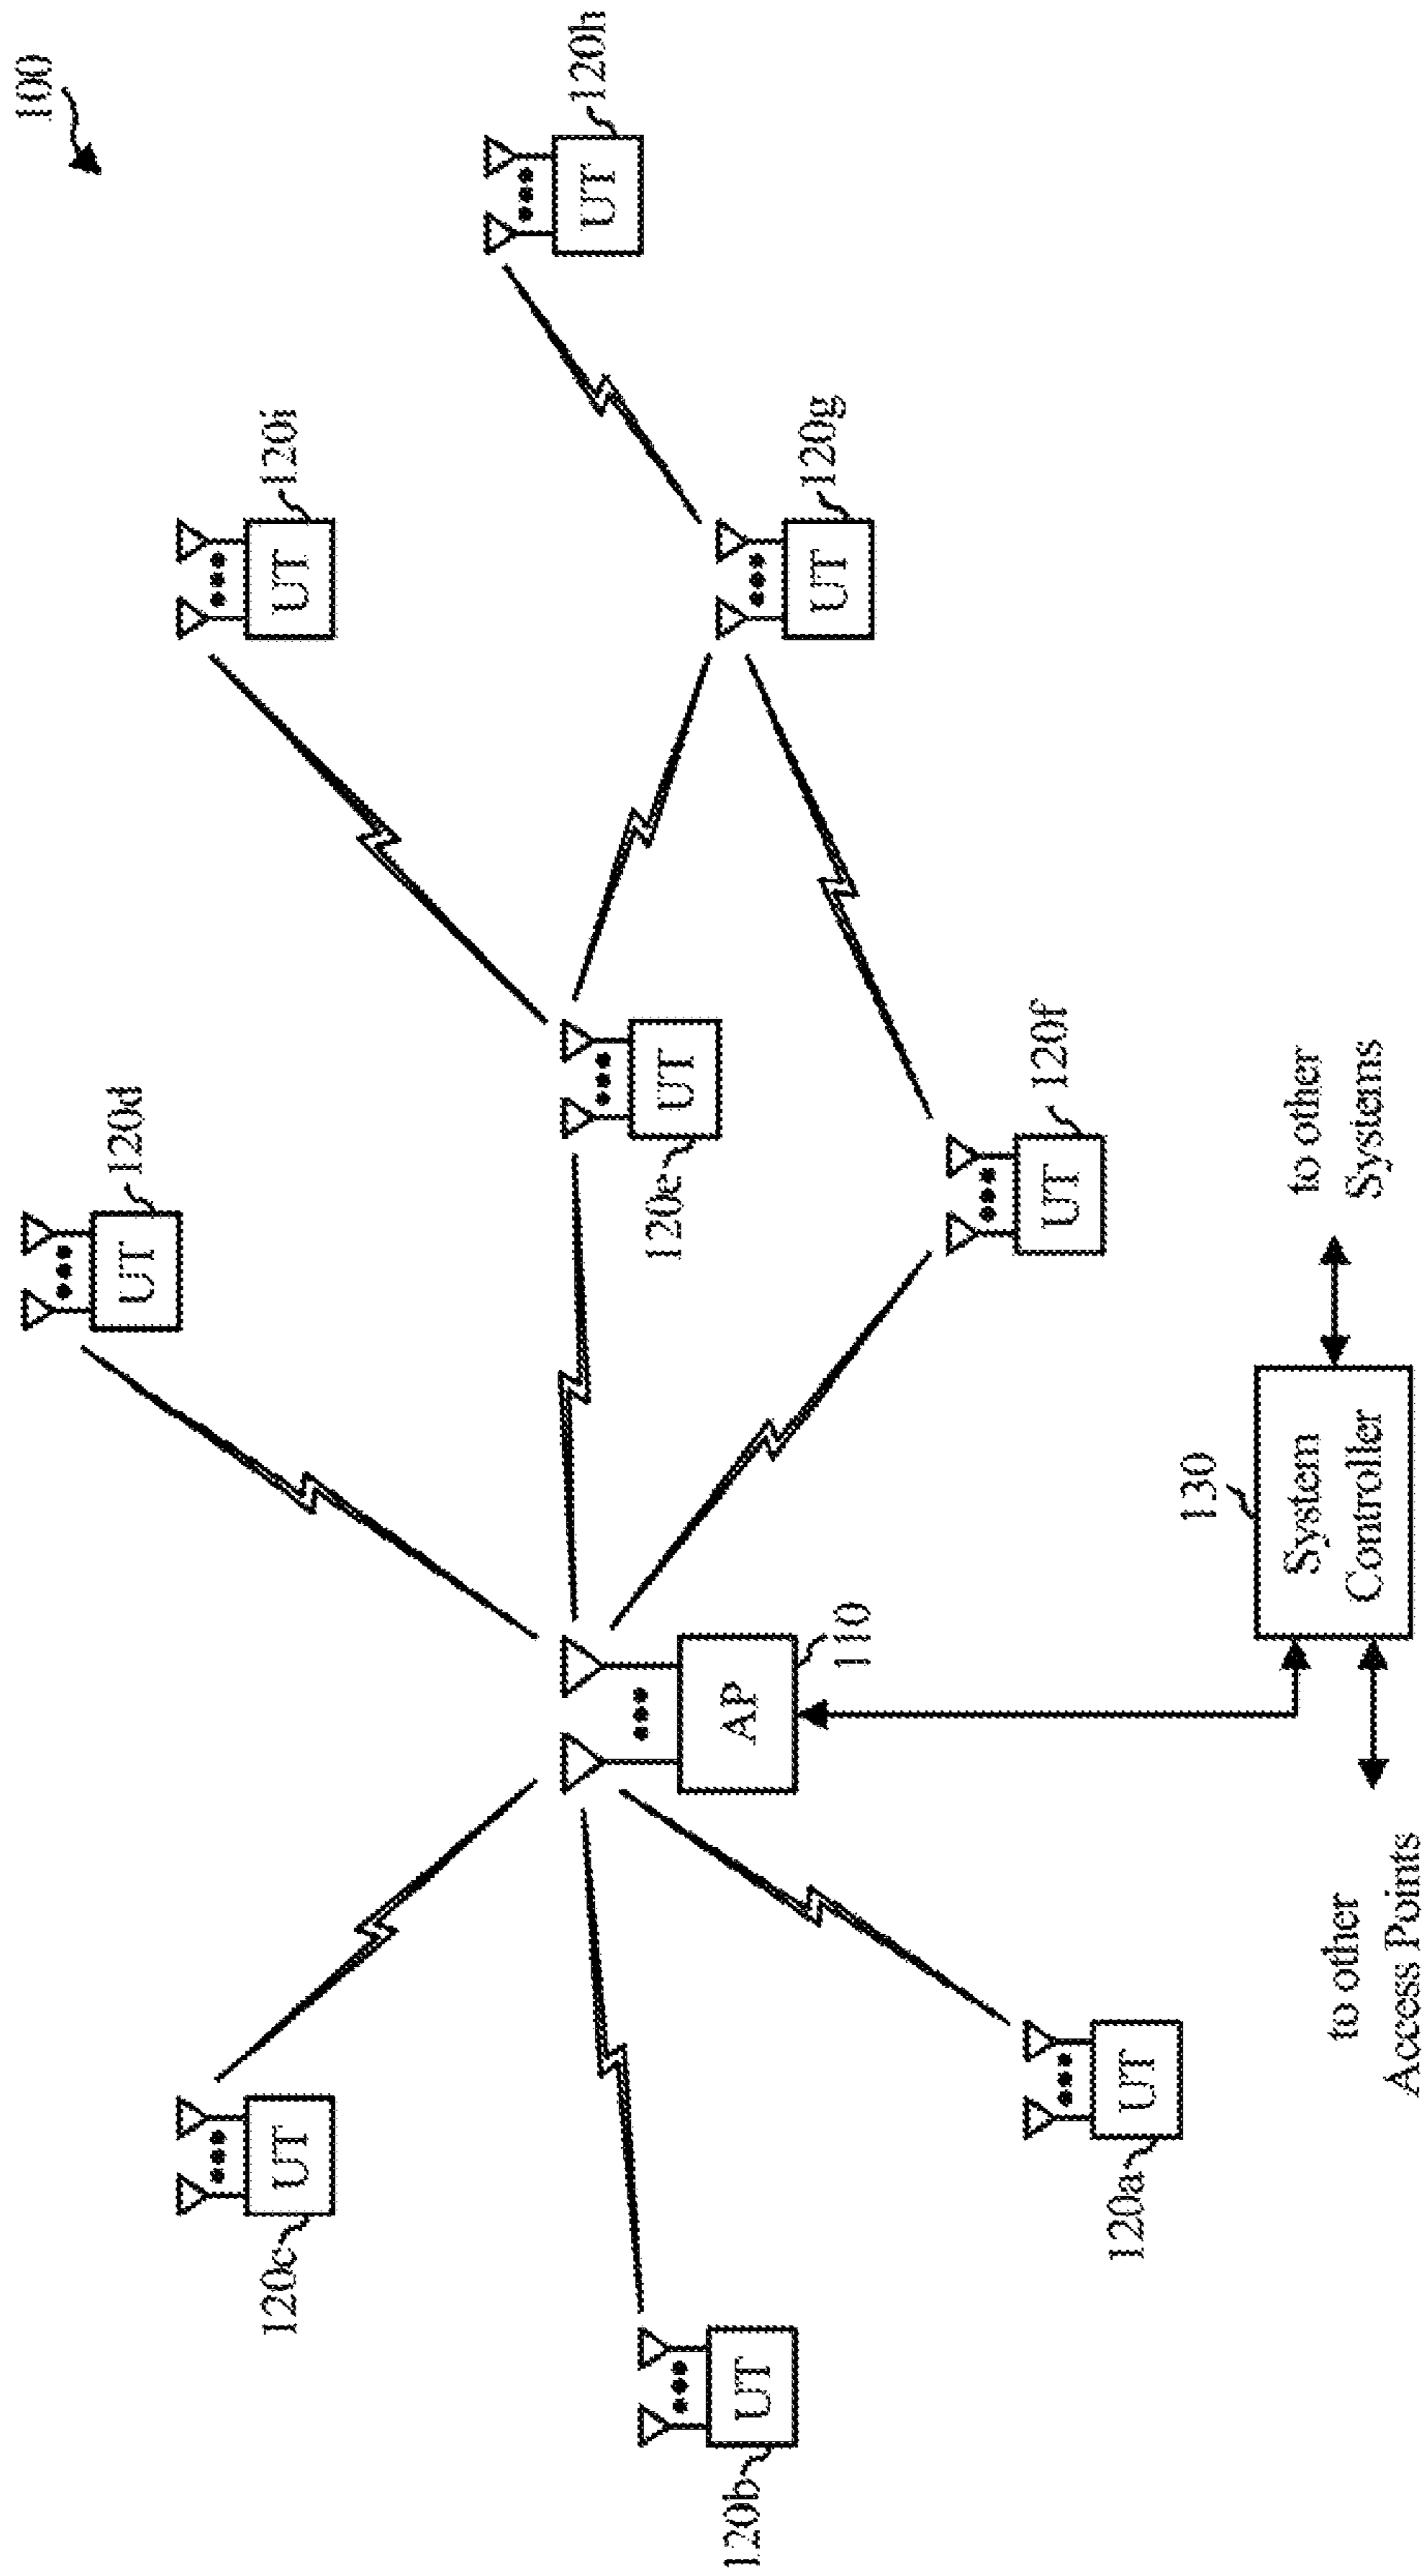 100
UT
120d
UT
120c
UT
120i
UT
120h
UT
120e
UT
120b
AP
110
UT
120g
UT
120f
UT
120a
130
System
Controller
to other
Systems
to other
Access Points